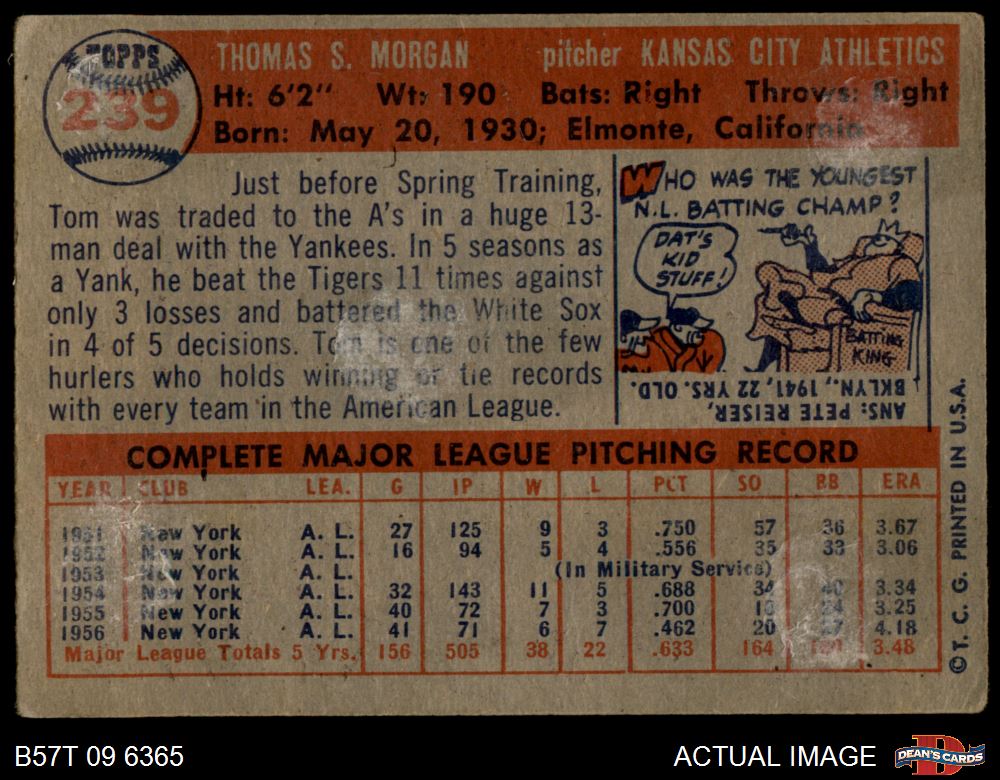 TOPPS
239
THOMAS S. MORGAN pitcher KANSAS CITY ATHLETICS
Ht: 6'2" Wt: 190 Bats: Right Throws: Right
Born: May 20, 1930; Elmonte, California
Just before Spring Training,
Tom was traded to the A's in a huge 13-
man deal with the Yankees. In 5 seasons as
a Yank, he beat the Tigers 11 times against
only 3 losses and battered the White Sox
in 4 of 5 decisions. Tom is one of the few
hurlers who holds winning or tie records
with every team in the American League.
WHO WAS THE YOUNGEST
N.L. BATTING CHAMP?
DAT'S
KID
STUFF!
BATTING
KING
ANS: PETE REISER,
BKLYN., 1941, 22 YRS. OLD.
COMPLETE MAJOR LEAGUE PITCHING RECORD
YEAR CLUB LEA. G IP W L PCT SO BB ERA
1951 New York A. L. 27 125 9 3 .750 57 36 3.67
1952 New York A. L. 16 94 5 4 .556 35 33 3.06
1953 New York A. L. (In Military Service)
1954 New York A. L. 32 143 11 5 .688 34 40 3.34
1955 New York A. L. 40 72 7 3 .700 24 3.25
1956 New York A. L. 41 71 6 7 .462 20 4.18
Major League Totals 5 Yrs. 156 505 38 22 .633 164 3.48
© T. C. G. PRINTED IN U.S.A.
B57T 09 6365
ACTUAL IMAGE
D
DEAN'S CARDS